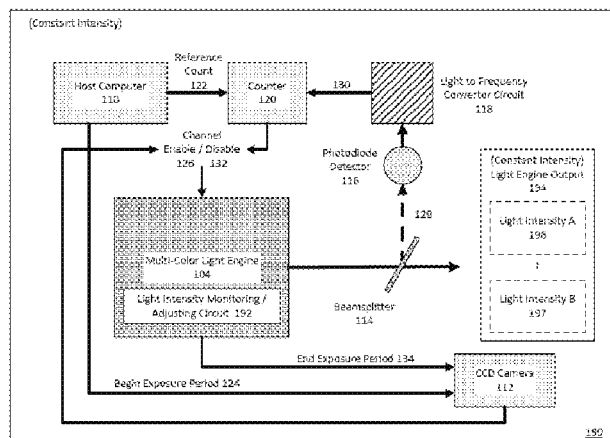 (Constant Intensity)
Reference
Count
122
Host Computer
110
Counter
120
130
Light to Frequency
Converter Circuit
118
Channel
Enable / Disable
126 132
Photodiode
Detector
116
(Constant Intensity)
Light Engine Output
194
Light Intensity A
198
Light Intensity B
197
128
Multi-Color Light Engine
104
Light Intensity Monitoring /
Adjusting Circuit 192
Beamsplitter
114
End Exposure Period 134
Begin Exposure Period 124
CCD Camera
112
190